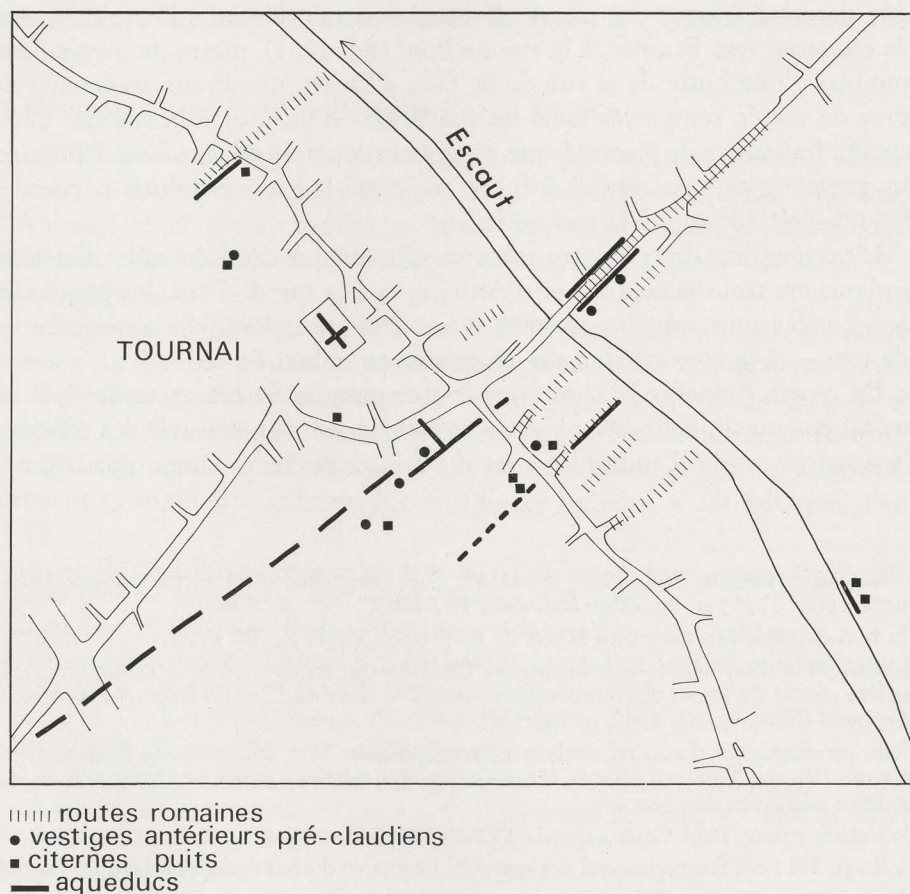 Escaut
TOURNAI
routes romaines
vestiges antérieurs pré-claudiens
citernes puits
aqueducs